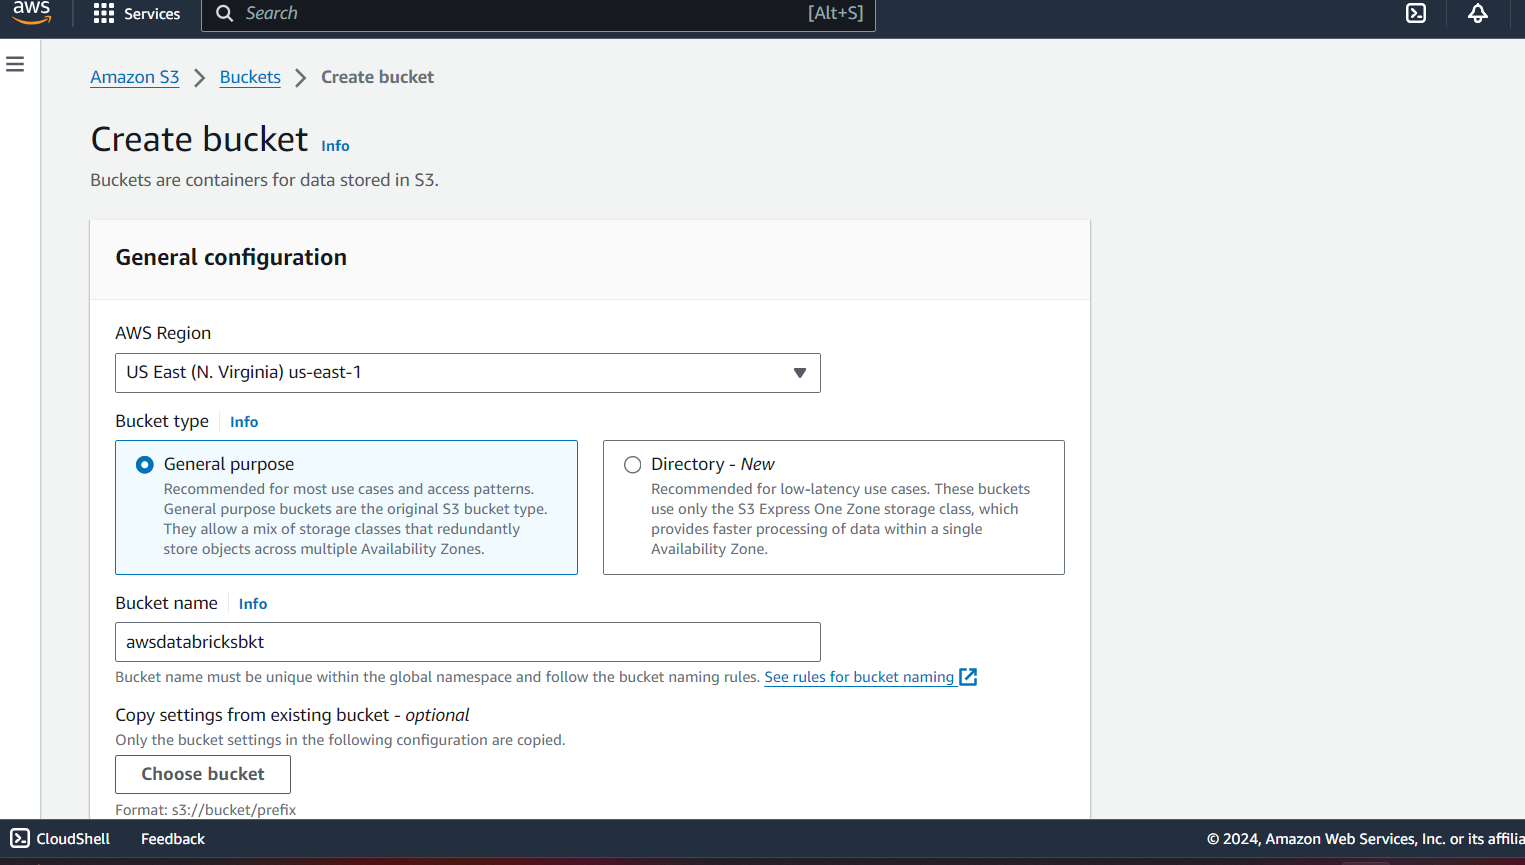 aws Services Search [Alt+S]
Amazon S3 > Buckets > Create bucket
Create bucket Info
Buckets are containers for data stored in S3.
General configuration
AWS Region
US East (N. Virginia) us-east-1
Bucket type Info
General purpose
Recommended for most use cases and access patterns.
General purpose buckets are the original S3 bucket type.
They allow a mix of storage classes that redundantly
store objects across multiple Availability Zones.
Directory - New
Recommended for low-latency use cases. These buckets
use only the S3 Express One Zone storage class, which
provides faster processing of data within a single
Availability Zone.
Bucket name Info
awsdatabricksbkt
Bucket name must be unique within the global namespace and follow the bucket naming rules. See rules for bucket naming
Copy settings from existing bucket - optional
Only the bucket settings in the following configuration are copied.
Choose bucket
Format: s3://bucket/prefix
CloudShell Feedback © 2024, Amazon Web Services, Inc. or its affilia